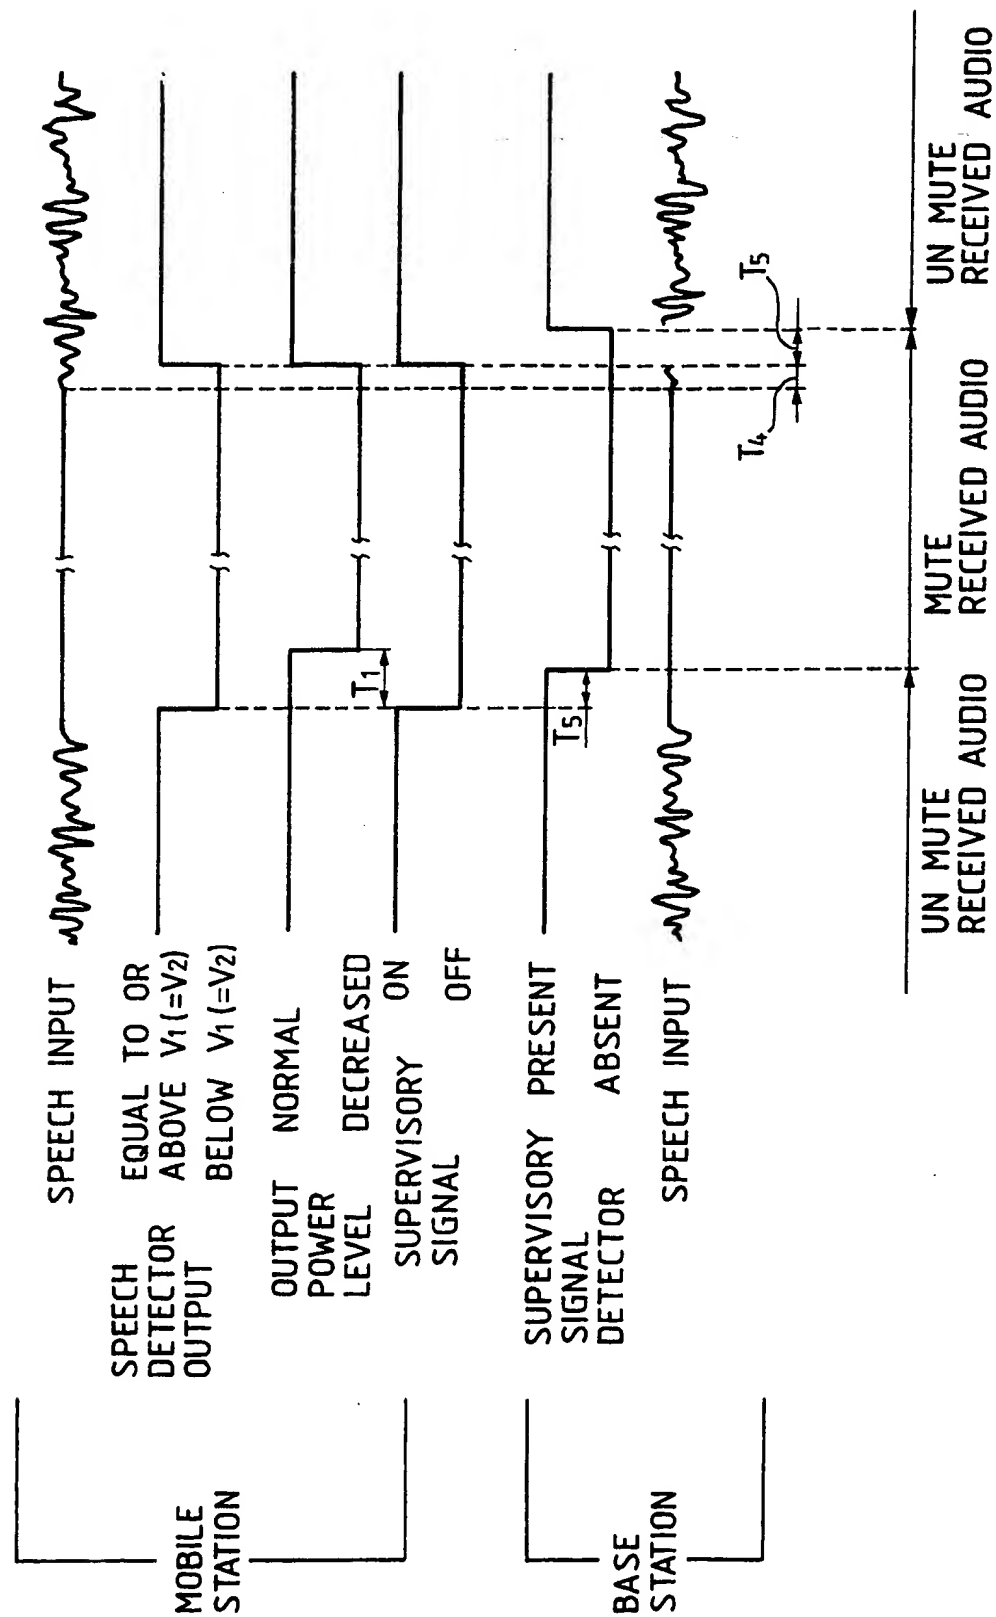 MOBILE
STATION
SPEECH INPUT
SPEECH
DETECTOR
OUTPUT
EQUAL TO OR
ABOVE V1 (=V2)
BELOW V1 (=V2)
OUTPUT
POWER
LEVEL
NORMAL
DECREASED
T1
SUPERVISORY
SIGNAL
ON
OFF
BASE
STATION
SUPERVISORY
SIGNAL
DETECTOR
PRESENT
ABSENT
T5
SPEECH INPUT
T4
T5
UN MUTE
RECEIVED AUDIO
MUTE
RECEIVED AUDIO
UN MUTE
RECEIVED AUDIO